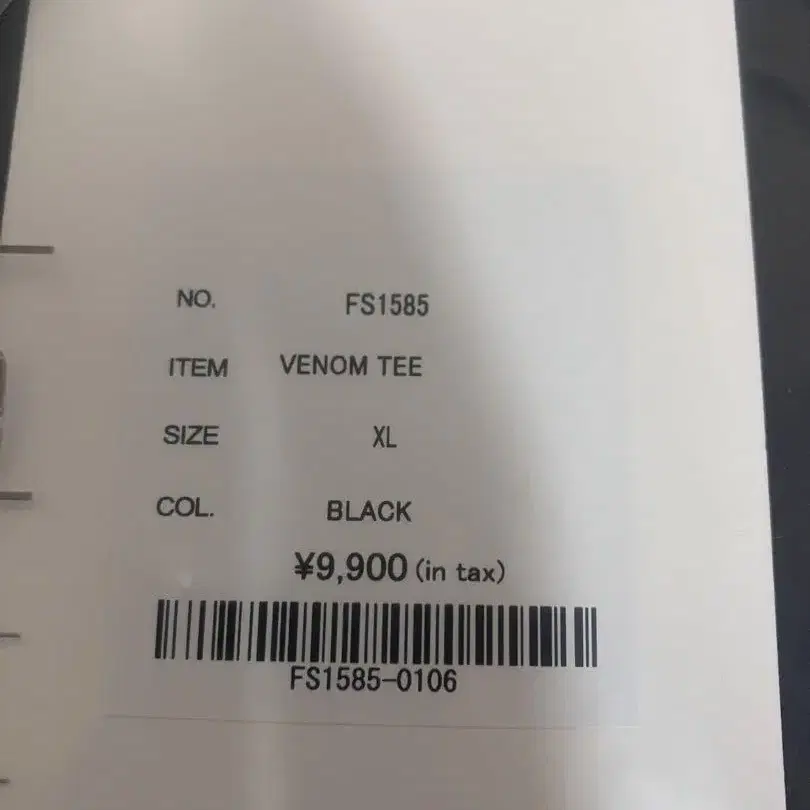 NO. FS1585
ITEM VENOM TEE
SIZE XL
COL. BLACK
¥9,900 (in tax)
FS1585-0106